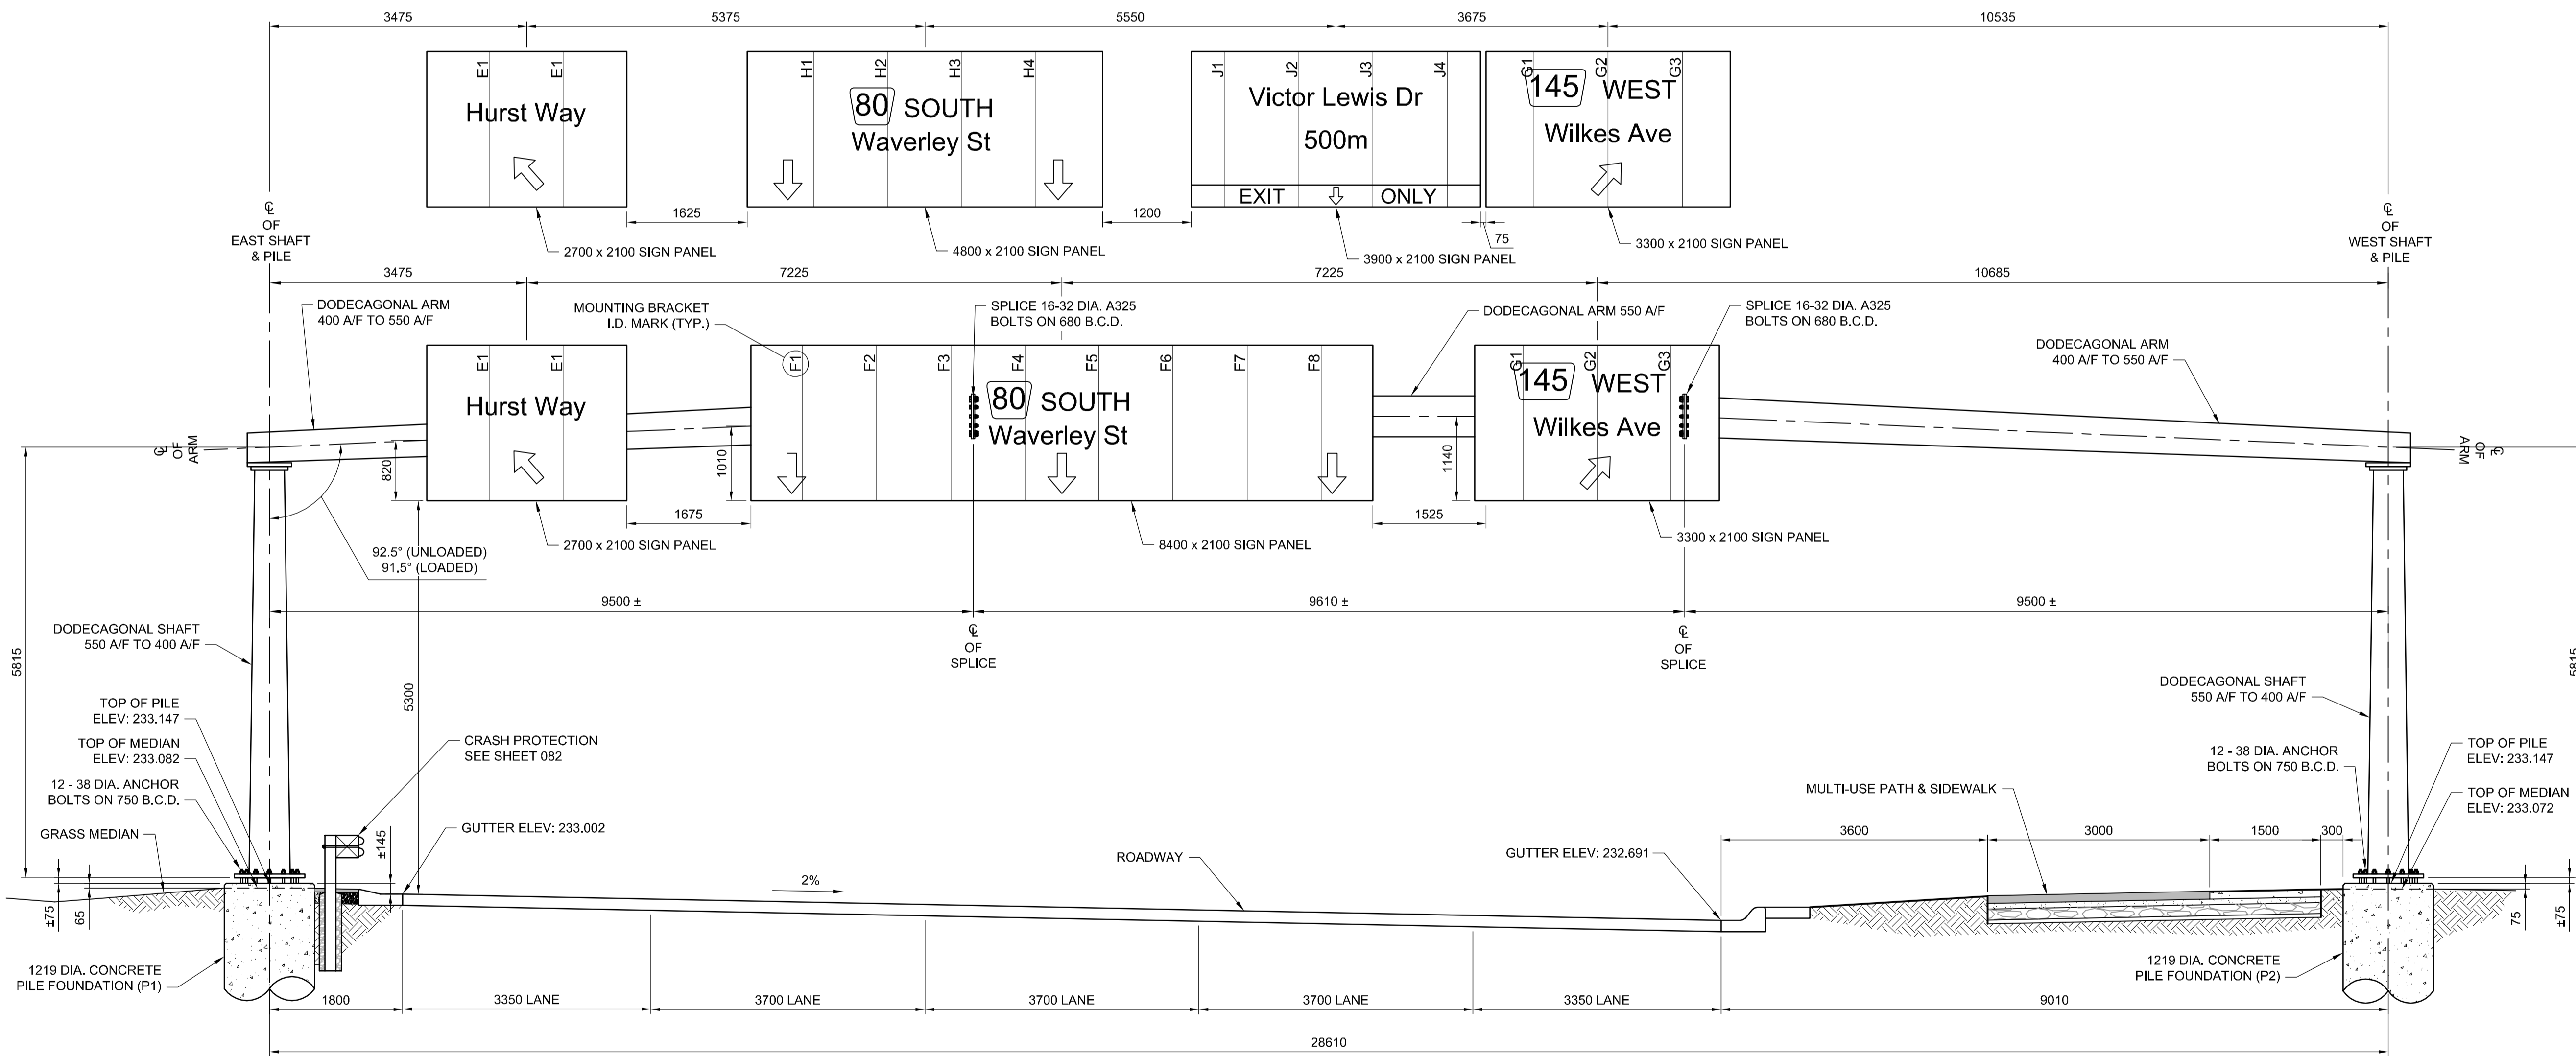 3475
5375
5550
3675
10535
E1
E1
Hurst Way
H1
H2
H3
H4
80 SOUTH
Waverley St
J1
J2
J3
J4
Victor Lewis Dr
500m
EXIT ONLY
G1
G2
G3
145 WEST
Wilkes Ave
1625
1200
75
2700 x 2100 SIGN PANEL
4800 x 2100 SIGN PANEL
3900 x 2100 SIGN PANEL
3300 x 2100 SIGN PANEL
℄
OF
EAST SHAFT
& PILE
℄
OF
WEST SHAFT
& PILE
3475
7225
7225
10685
DODECAGONAL ARM
400 A/F TO 550 A/F
MOUNTING BRACKET
I.D. MARK (TYP.)
SPLICE 16-32 DIA. A325
BOLTS ON 680 B.C.D.
DODECAGONAL ARM 550 A/F
SPLICE 16-32 DIA. A325
BOLTS ON 680 B.C.D.
DODECAGONAL ARM
400 A/F TO 550 A/F
E1
E1
Hurst Way
F1
F2
F3
F4
F5
F6
F7
F8
80 SOUTH
Waverley St
G1
G2
G3
145 WEST
Wilkes Ave
℄
OF
ARM
℄
OF
ARM
820
1010
1140
1675
1525
2700 x 2100 SIGN PANEL
8400 x 2100 SIGN PANEL
3300 x 2100 SIGN PANEL
92.5° (UNLOADED)
91.5° (LOADED)
9500 ±
9610 ±
9500 ±
℄
OF
SPLICE
℄
OF
SPLICE
5815
5300
5815
DODECAGONAL SHAFT
550 A/F TO 400 A/F
DODECAGONAL SHAFT
550 A/F TO 400 A/F
TOP OF PILE
ELEV: 233.147
TOP OF MEDIAN
ELEV: 233.082
12 - 38 DIA. ANCHOR
BOLTS ON 750 B.C.D.
GRASS MEDIAN
CRASH PROTECTION
SEE SHEET 082
±145
GUTTER ELEV: 233.002
2%
ROADWAY
GUTTER ELEV: 232.691
MULTI-USE PATH & SIDEWALK
12 - 38 DIA. ANCHOR
BOLTS ON 750 B.C.D.
TOP OF PILE
ELEV: 233.147
TOP OF MEDIAN
ELEV: 233.072
3600
3000
1500
300
±75
65
75
±75
1219 DIA. CONCRETE
PILE FOUNDATION (P1)
1219 DIA. CONCRETE
PILE FOUNDATION (P2)
1800
3350 LANE
3700 LANE
3700 LANE
3700 LANE
3350 LANE
9010
28610